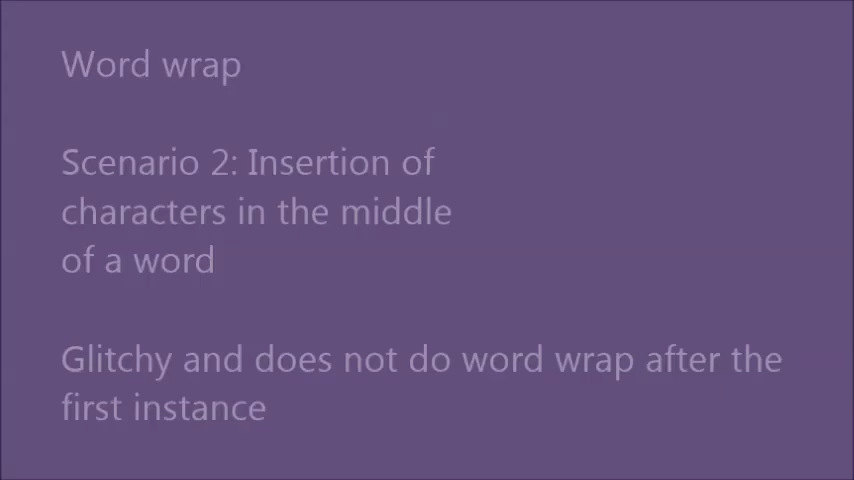 Word wrap
Scenario 2: Insertion of
characters in the middle
of a word
Glitchy and does not do word wrap after the
first instance